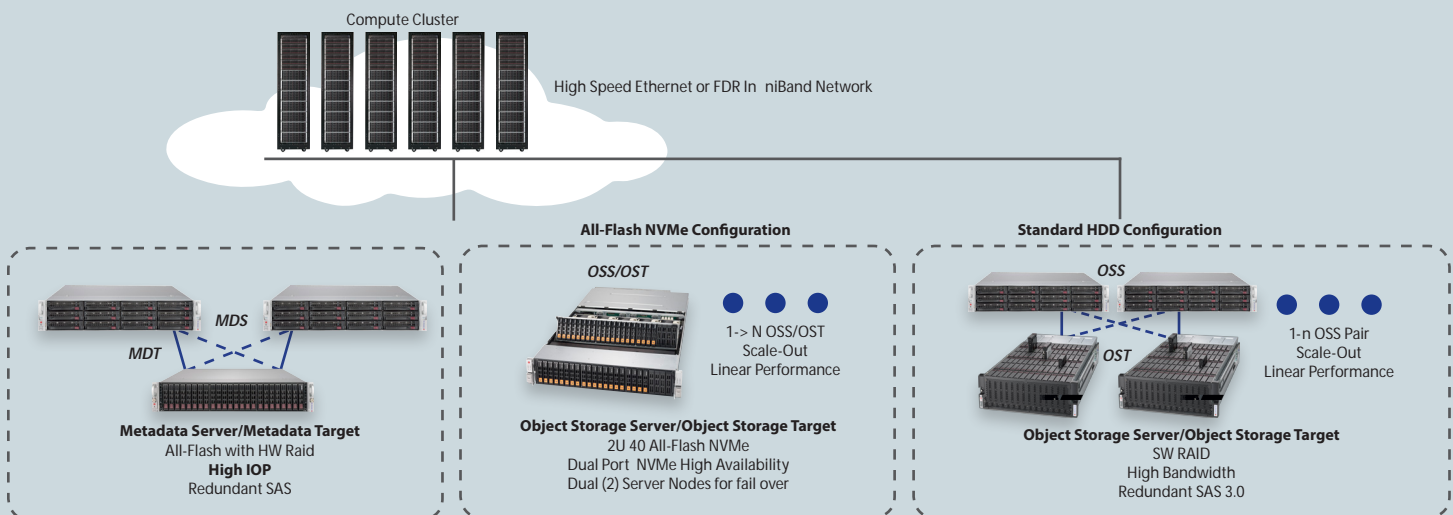 Compute Cluster
High Speed Ethernet or FDR In niBand Network
All-Flash NVMe Configuration
Standard HDD Configuration
MDS
MDT
Metadata Server/Metadata Target
All-Flash with HW Raid
High IOP
Redundant SAS
OSS/OST
1-> N OSS/OST
Scale-Out
Linear Performance
Object Storage Server/Object Storage Target
2U 40 All-Flash NVMe
Dual Port NVMe High Availability
Dual (2) Server Nodes for fail over
OSS
OST
1-n OSS Pair
Scale-Out
Linear Performance
Object Storage Server/Object Storage Target
SW RAID
High Bandwidth
Redundant SAS 3.0